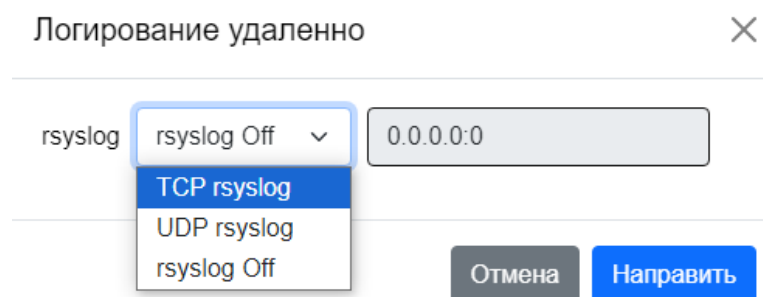 Логирование удаленно
rsyslog rsyslog Off 0.0.0.0:0
TCP rsyslog
UDP rsyslog
rsyslog Off
Отмена Направить